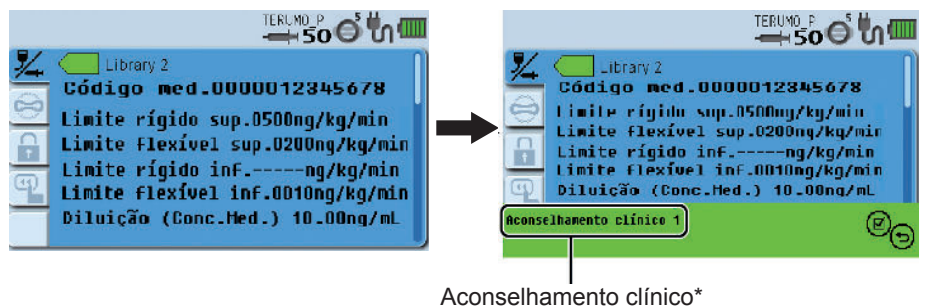 TERUMO_P
50
5
Library 2
Código med.0000012345678
Limite rígido sup.0500ng/kg/min
Limite flexível sup.0200ng/kg/min
Limite rígido inf.-----ng/kg/min
Limite flexível inf.0010ng/kg/min
Diluição (Conc.Med.) 10.00ng/mL
TERUMO_P
50
5
Library 2
Código med.0000012345678
Limite rígido sup.0500ng/kg/min
Limite flexível sup.0200ng/kg/min
Limite rígido inf.-----ng/kg/min
Limite flexível inf.0010ng/kg/min
Diluição (Conc.Med.) 10.00ng/mL
Aconselhamento clínico 1
Aconselhamento clínico*